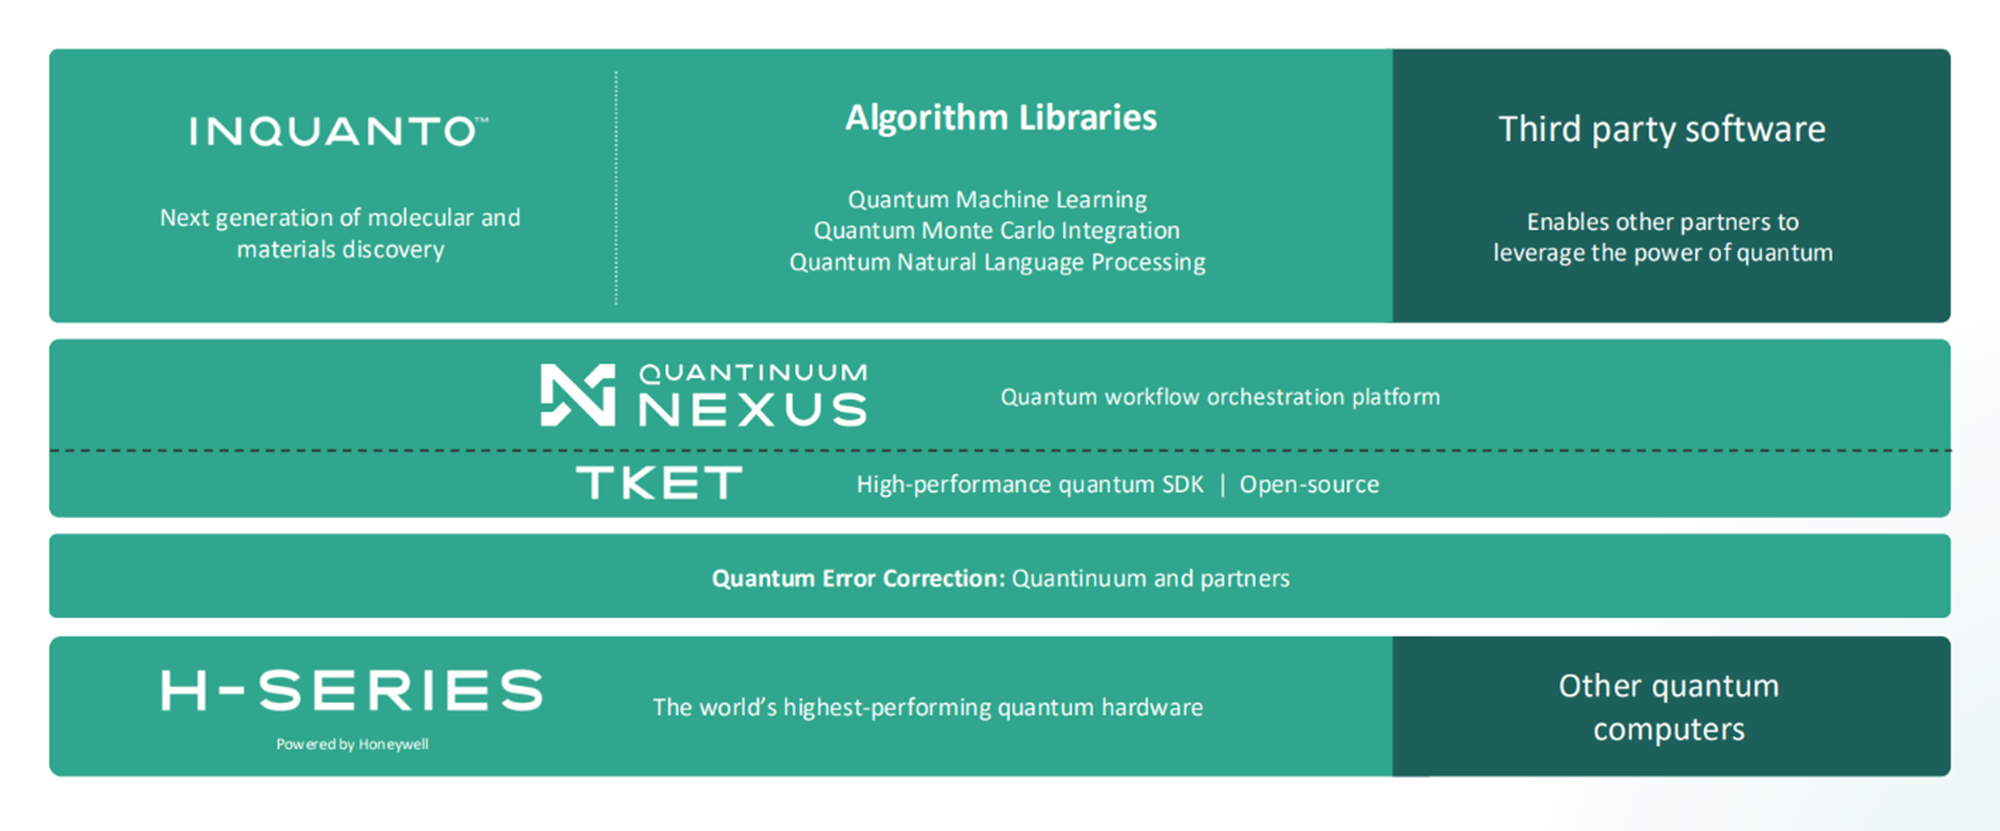 INQUANTO™
Next generation of molecular and
materials discovery
Algorithm Libraries
Quantum Machine Learning
Quantum Monte Carlo Integration
Quantum Natural Language Processing
Third party software
Enables other partners to
leverage the power of quantum
QUANTINUUM
NEXUS
Quantum workflow orchestration platform
TKET
High-performance quantum SDK | Open-source
Quantum Error Correction: Quantinuum and partners
H-SERIES
Powered by Honeywell
The world’s highest-performing quantum hardware
Other quantum
computers